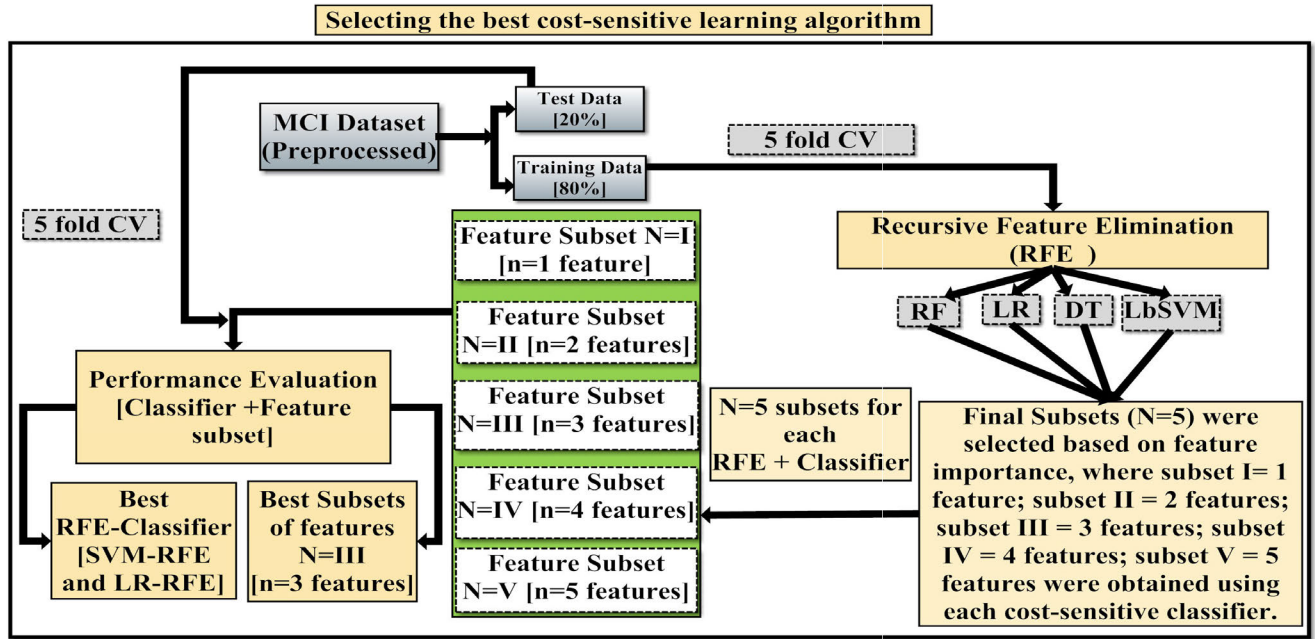 Selecting the best cost-sensitive learning algorithm
MCI Dataset
(Preprocessed)
Test Data
[20%]
Training Data
[80%]
5 fold CV
5 fold CV
Recursive Feature Elimination
(RFE )
RF
LR
DT
LbSVM
Feature Subset N=I
[n=1 feature]
Feature Subset
N=II [n=2 features]
Feature Subset
N=III [n=3 features]
Feature Subset
N=IV [n=4 features]
Feature Subset
N=V [n=5 features]
N=5 subsets for
each
RFE + Classifier
Final Subsets (N=5) were
selected based on feature
importance, where subset I= 1
feature; subset II = 2 features;
subset III = 3 features; subset
IV = 4 features; subset V = 5
features were obtained using
each cost-sensitive classifier.
Performance Evaluation
[Classifier +Feature
subset]
Best
RFE-Classifier
[SVM-RFE
and LR-RFE]
Best Subsets
of features
N=III
[n=3 features]